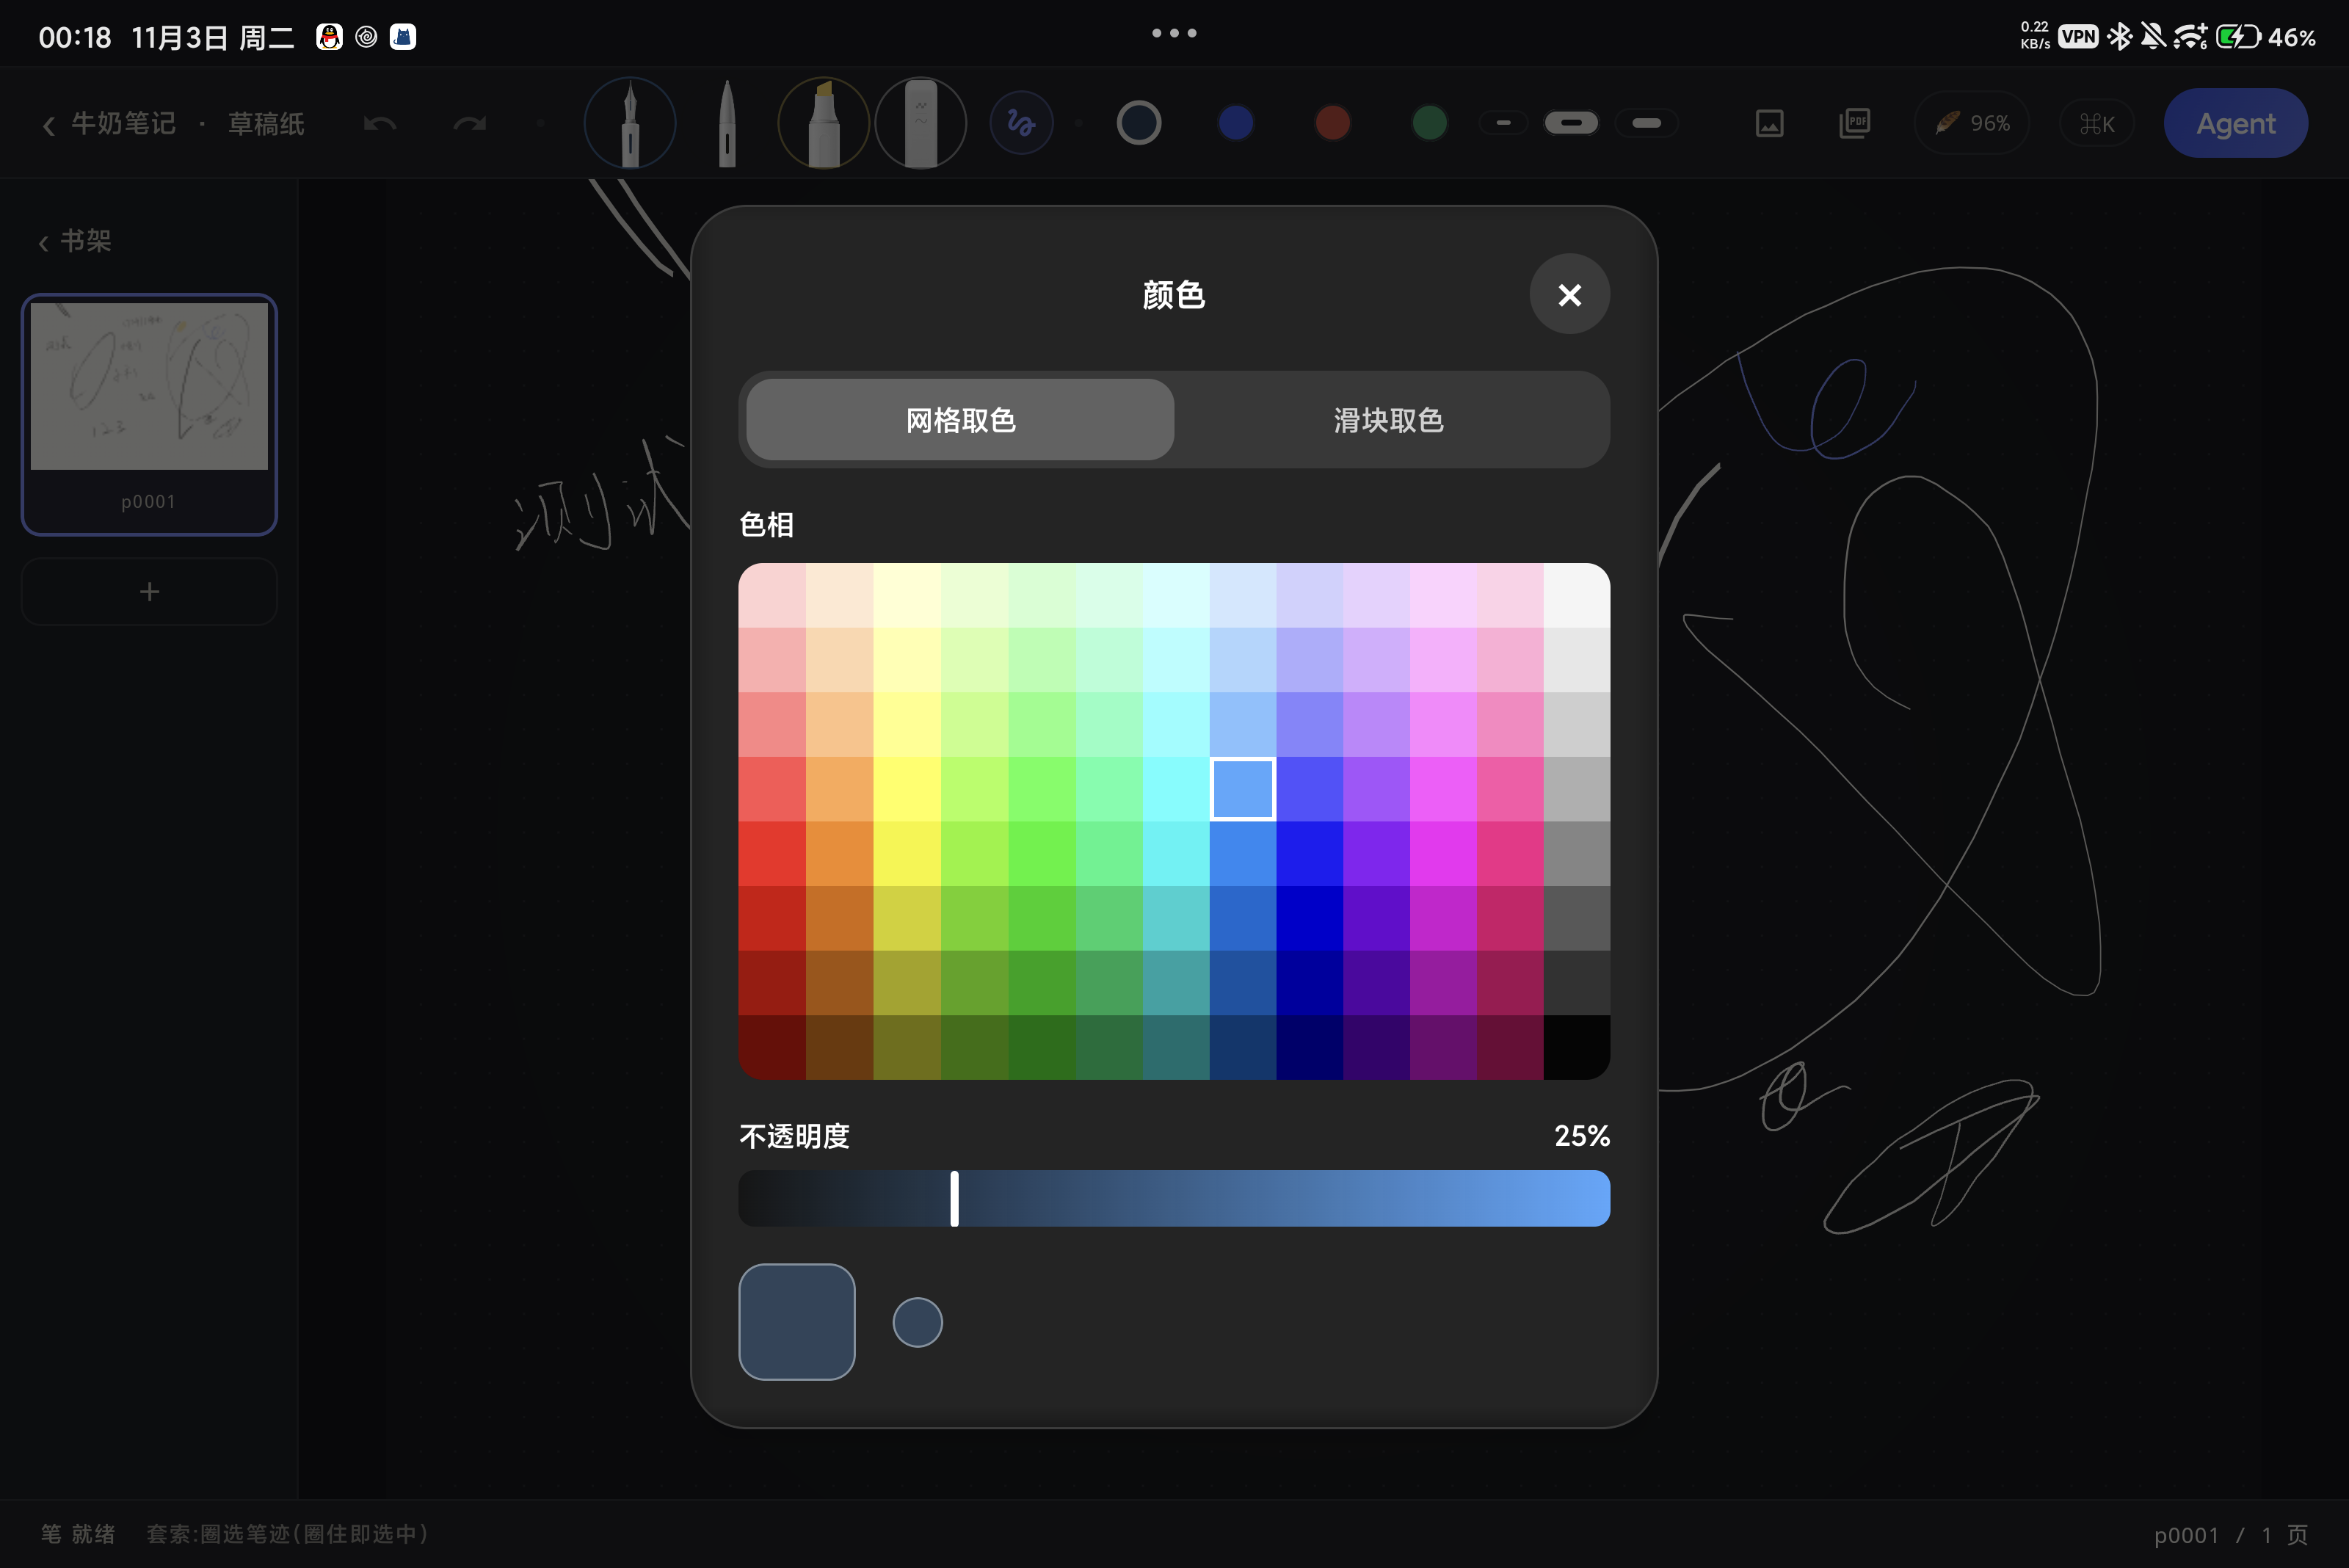 00:18 11月3日 周二
0.22 KB/s VPN 6 46%
牛奶笔记 · 草稿纸
PDF
96%
⌘K
Agent
书架
p0001
+
测试
颜色
网格取色
滑块取色
色相
不透明度
25%
笔 就绪 套索:圈选笔迹(圈住即选中)
p0001 / 1 页